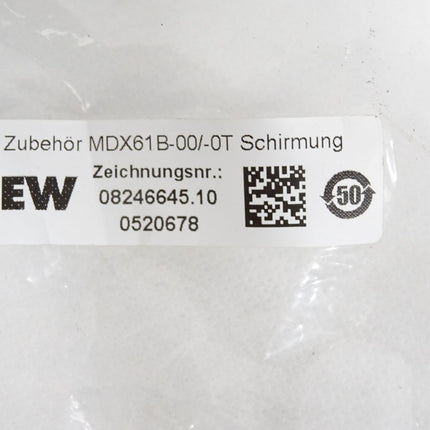 Zubehör MDX61B-00/-0T Schirmung
EW
Zeichnungsnr.:
08246645.10
0520678
50